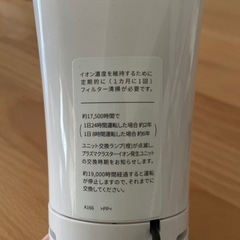 イオン濃度を維持するために
定期的に(1カ月に1回)
フィルター清掃が必要です。
約17,500時間で
1日24時間運転した場合 約2年
1日8時間運転した場合 約6年
ユニット交換ランプ(橙)が点滅し、
プラズマクラスターイオン発生ユニット
の交換時期をお知らせします。
約19,000時間経過すると運転
が停止しますので、それまでに
交換してください。
A166 >PP<